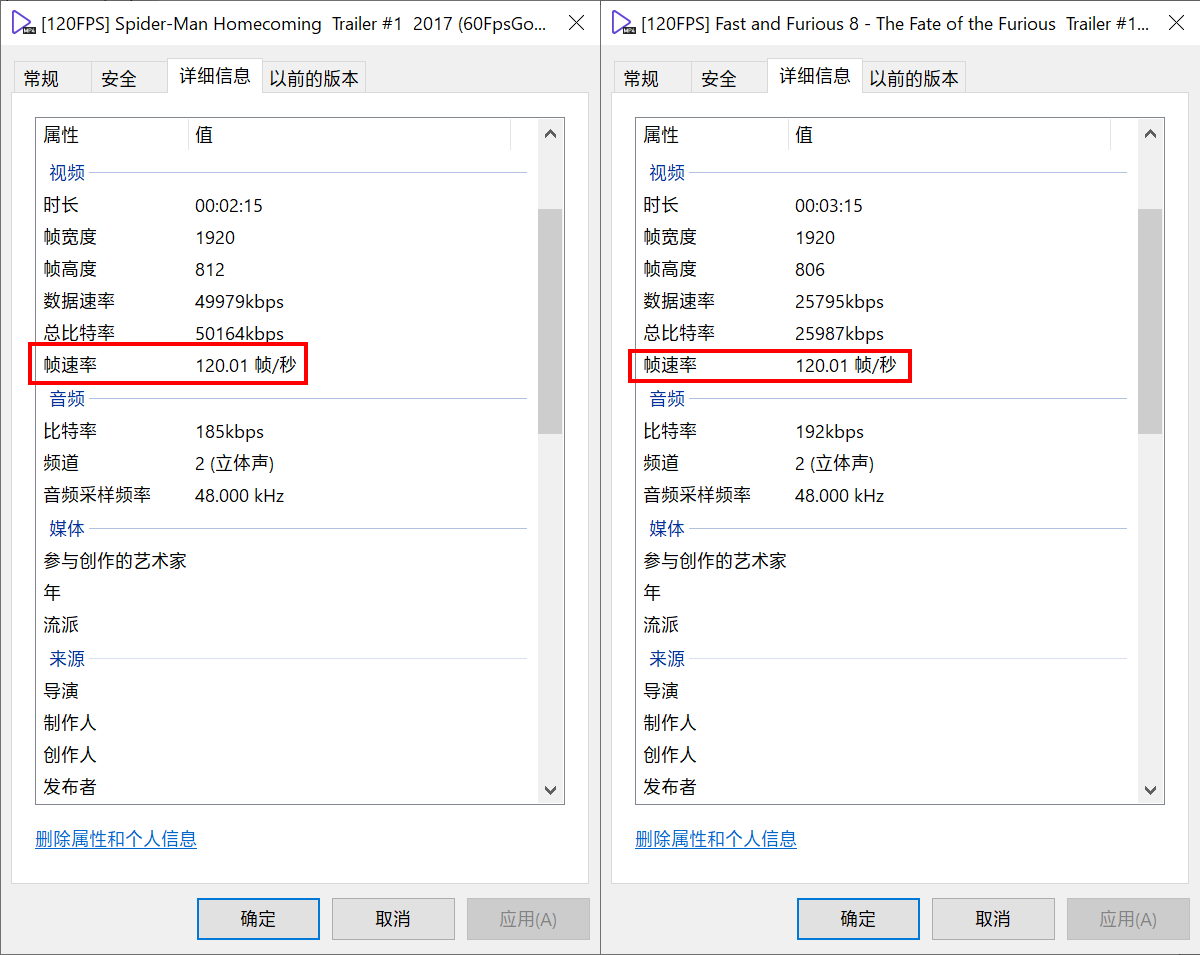 [120FPS] Spider-Man Homecoming Trailer #1 2017 (60FpsGo...
常规 安全 详细信息 以前的版本
属性 值
视频
时长 00:02:15
帧宽度 1920
帧高度 812
数据速率 49979kbps
总比特率 50164kbps
帧速率 120.01 帧/秒
音频
比特率 185kbps
频道 2 (立体声)
音频采样频率 48.000 kHz
媒体
参与创作的艺术家
年
流派
来源
导演
制作人
创作人
发布者
删除属性和个人信息
确定 取消 应用(A)
[120FPS] Fast and Furious 8 - The Fate of the Furious Trailer #1...
常规 安全 详细信息 以前的版本
属性 值
视频
时长 00:03:15
帧宽度 1920
帧高度 806
数据速率 25795kbps
总比特率 25987kbps
帧速率 120.01 帧/秒
音频
比特率 192kbps
频道 2 (立体声)
音频采样频率 48.000 kHz
媒体
参与创作的艺术家
年
流派
来源
导演
制作人
创作人
发布者
删除属性和个人信息
确定 取消 应用(A)